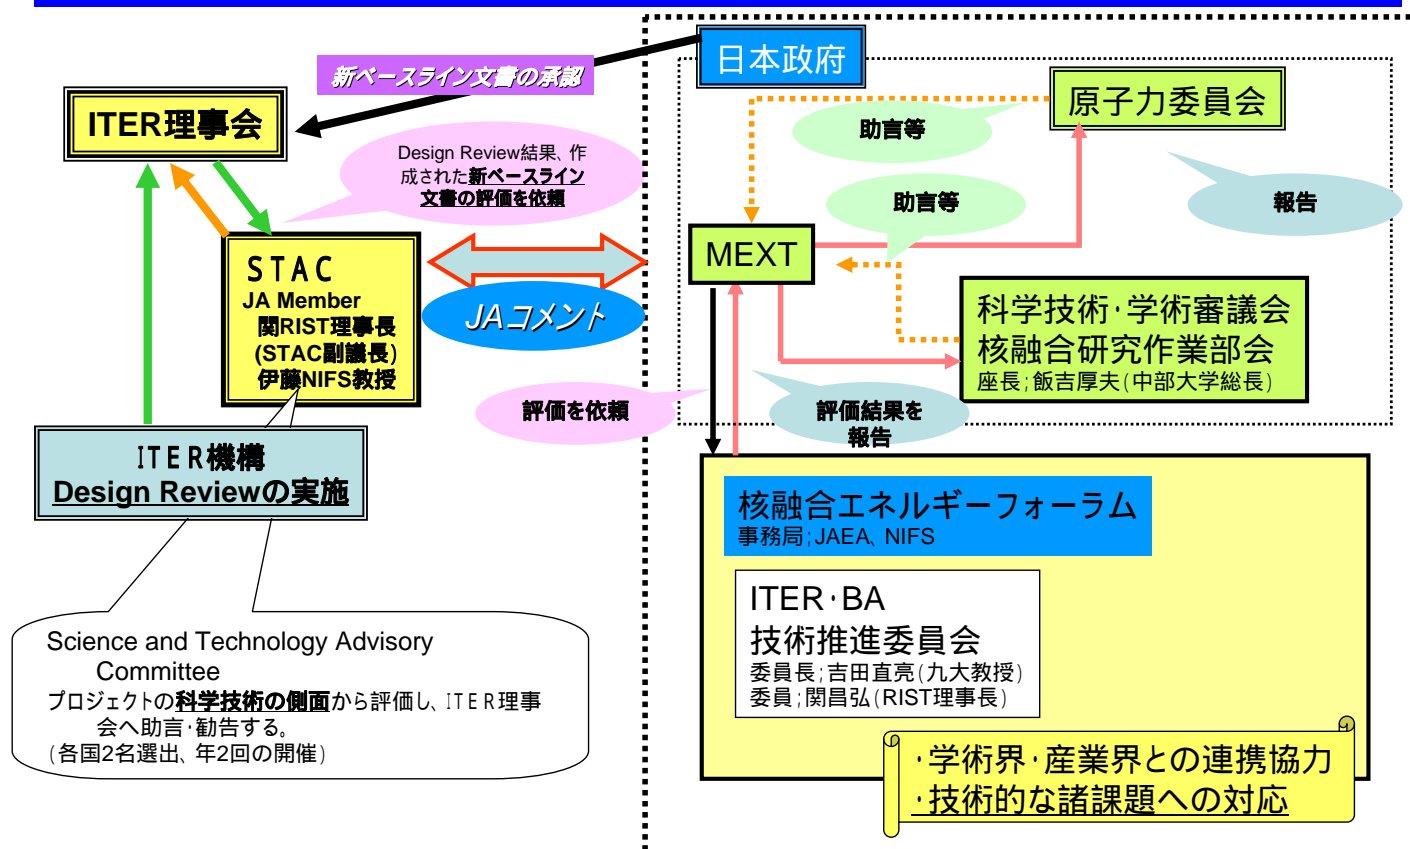 日本政府
新ベースライン文書の承認
ITER理事会
原子力委員会
助言等
Design Review結果、作
成された新ベースライン
文書の評価を依頼
助言等
報告
STAC
JA Member
関RIST理事長
(STAC副議長)
伊藤NIFS教授
MEXT
JAコメント
科学技術・学術審議会
核融合研究作業部会
座長;飯吉厚夫(中部大学総長)
評価を依頼
評価結果を
報告
ITER機構
Design Reviewの実施
核融合エネルギーフォーラム
事務局;JAEA、NIFS
ITER・BA
技術推進委員会
委員長;吉田直亮(九大教授)
委員;関昌弘(RIST理事長)
Science and Technology Advisory
Committee
プロジェクトの科学技術の側面から評価し、ITER理事
会へ助言・勧告する。
(各国2名選出、年2回の開催)
・学術界・産業界との連携協力
・技術的な諸課題への対応